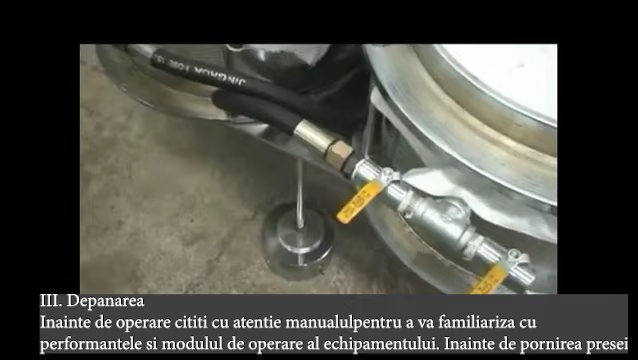 JINGHAO
III. Depanarea
Inainte de operare cititi cu atentie manualulpentru a va familiariza cu
performantele si modulul de operare al echipamentului. Inainte de pornirea presei